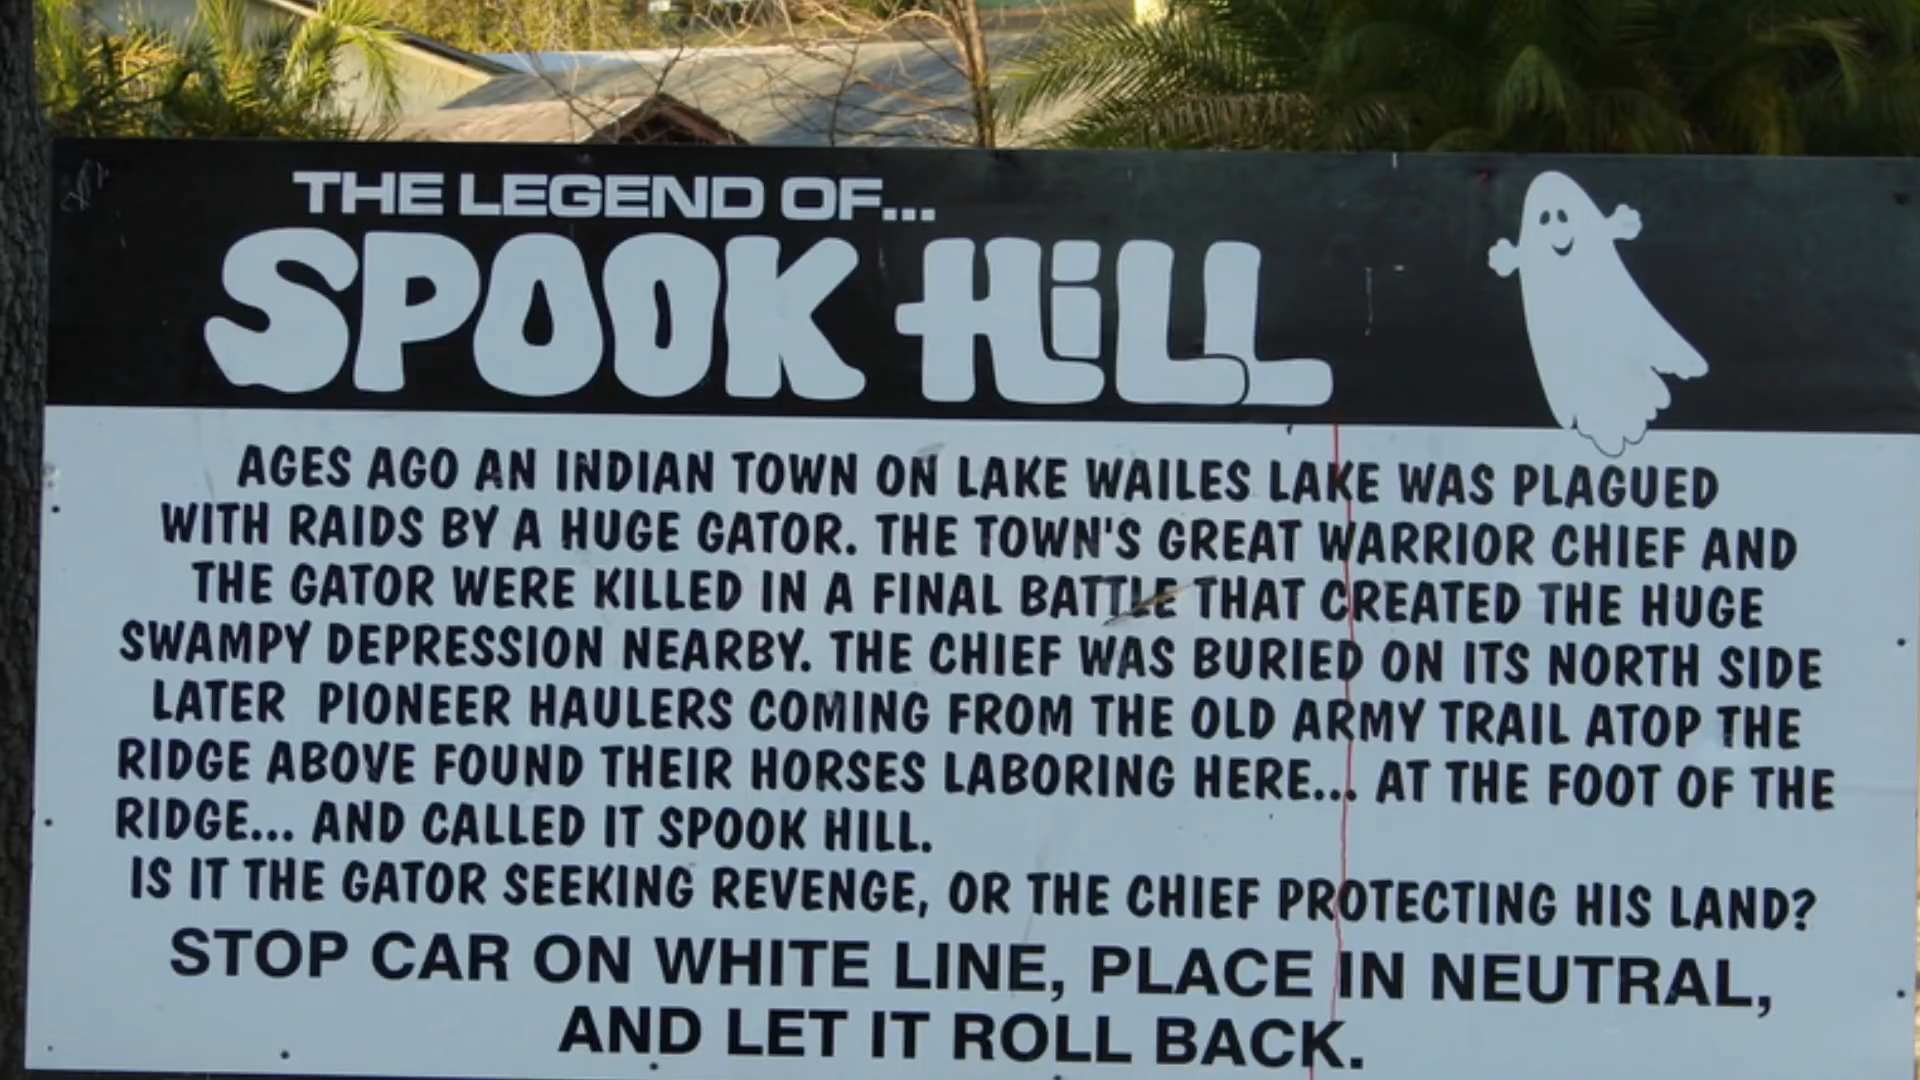 THE LEGEND OF...
SPOOK HiLL
AGES AGO AN INDIAN TOWN ON LAKE WAILES LAKE WAS PLAGUED
WITH RAIDS BY A HUGE GATOR. THE TOWN'S GREAT WARRIOR CHIEF AND
THE GATOR WERE KILLED IN A FINAL BATTLE THAT CREATED THE HUGE
SWAMPY DEPRESSION NEARBY. THE CHIEF WAS BURIED ON ITS NORTH SIDE
LATER PIONEER HAULERS COMING FROM THE OLD ARMY TRAIL ATOP THE
RIDGE ABOVE FOUND THEIR HORSES LABORING HERE... AT THE FOOT OF THE
RIDGE... AND CALLED IT SPOOK HILL.
IS IT THE GATOR SEEKING REVENGE, OR THE CHIEF PROTECTING HIS LAND?
STOP CAR ON WHITE LINE, PLACE IN NEUTRAL,
AND LET IT ROLL BACK.